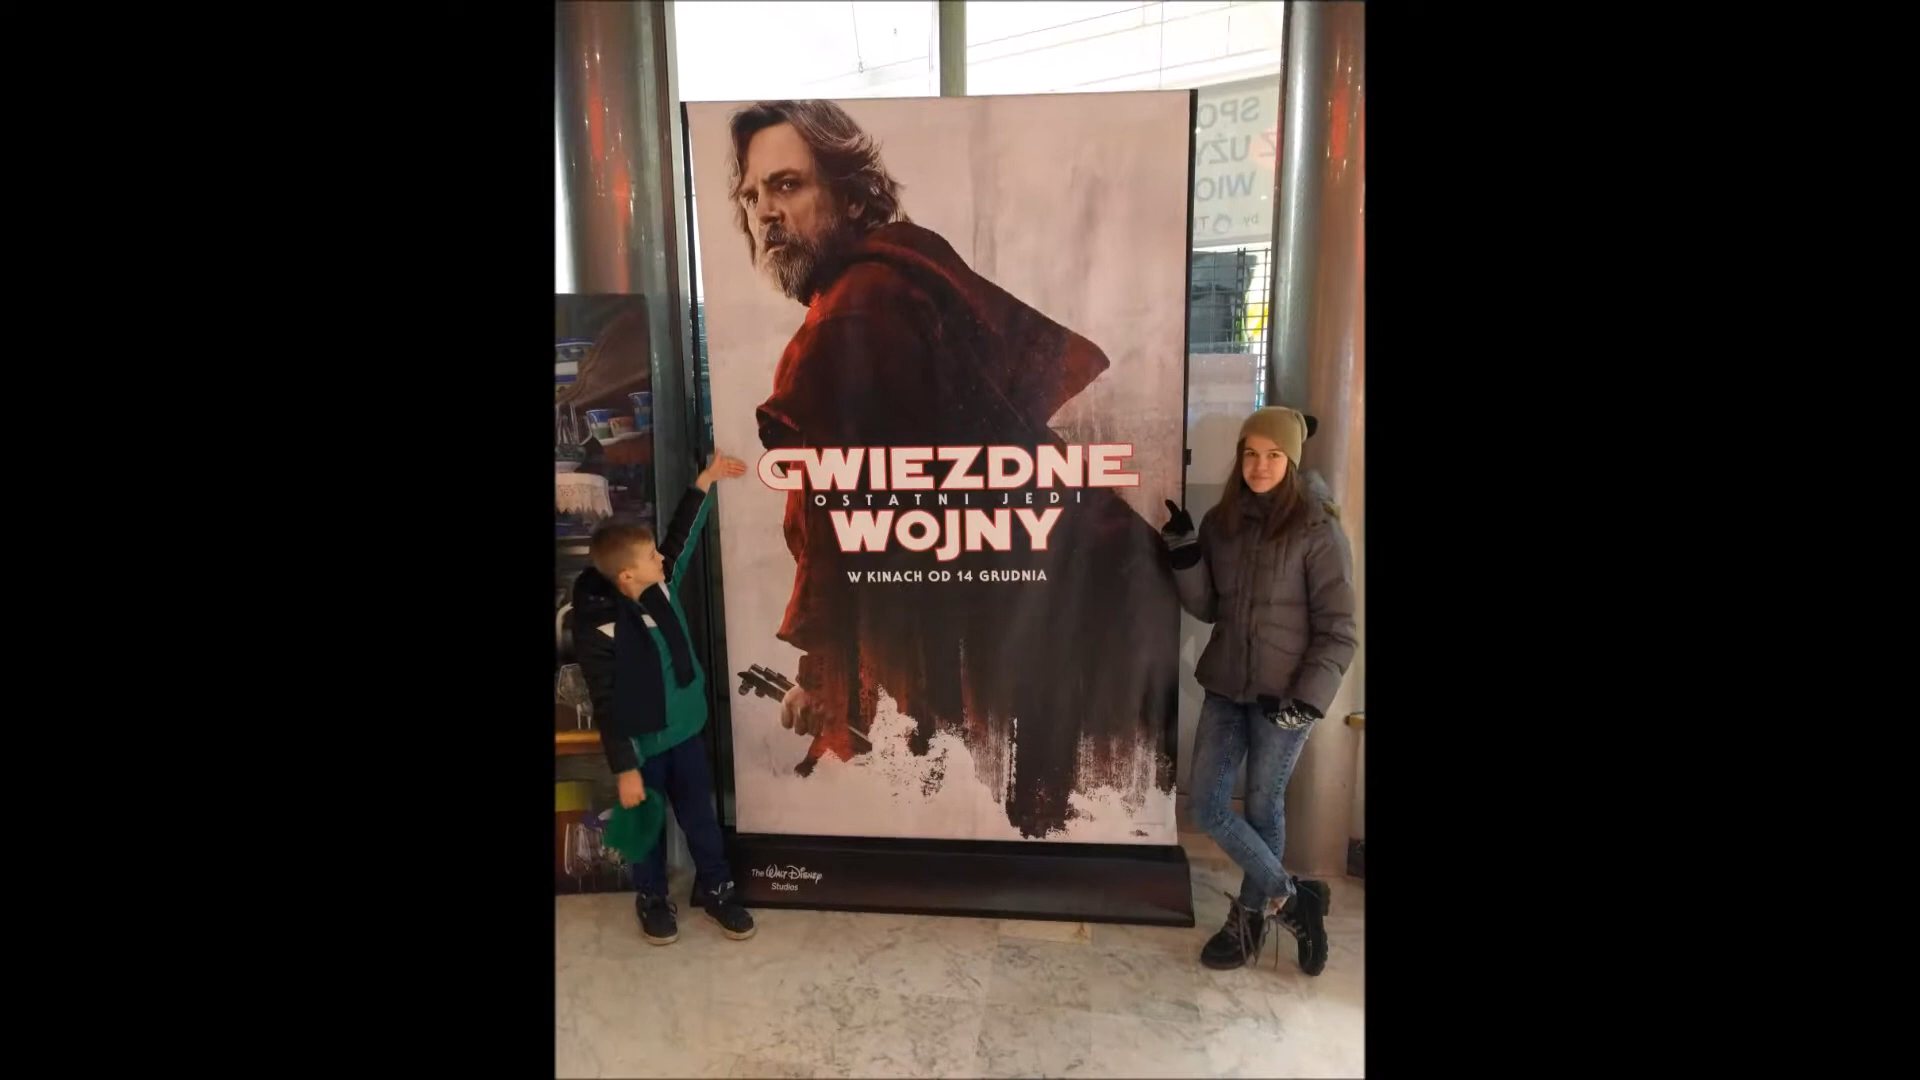 GWIEZDNE
OSTATNI JEDI
WOJNY
W KINACH OD 14 GRUDNIA
The WALT DISNEY
Studios